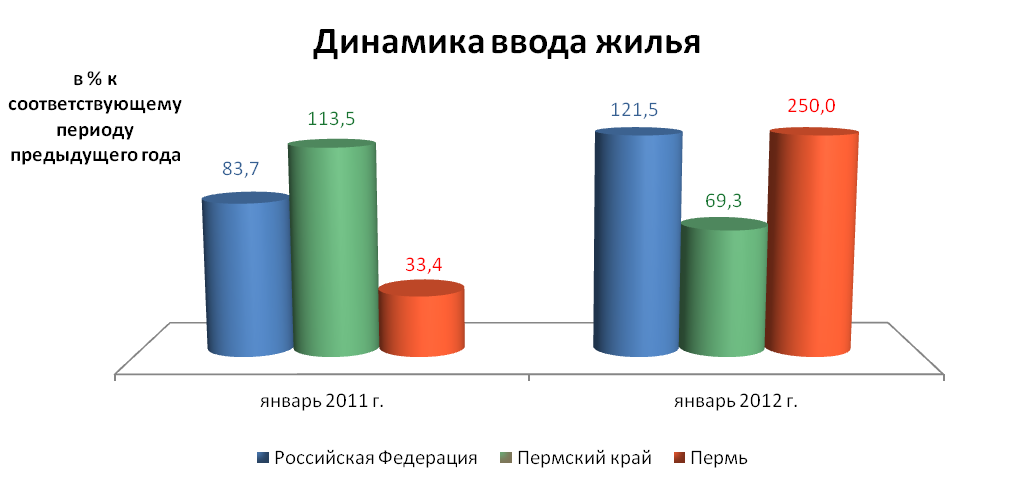 Динамика ввода жилья
в % к
соответствующему
периоду
предыдущего года
83,7
113,5
33,4
121,5
69,3
250,0
январь 2011 г.
январь 2012 г.
Российская Федерация
Пермский край
Пермь